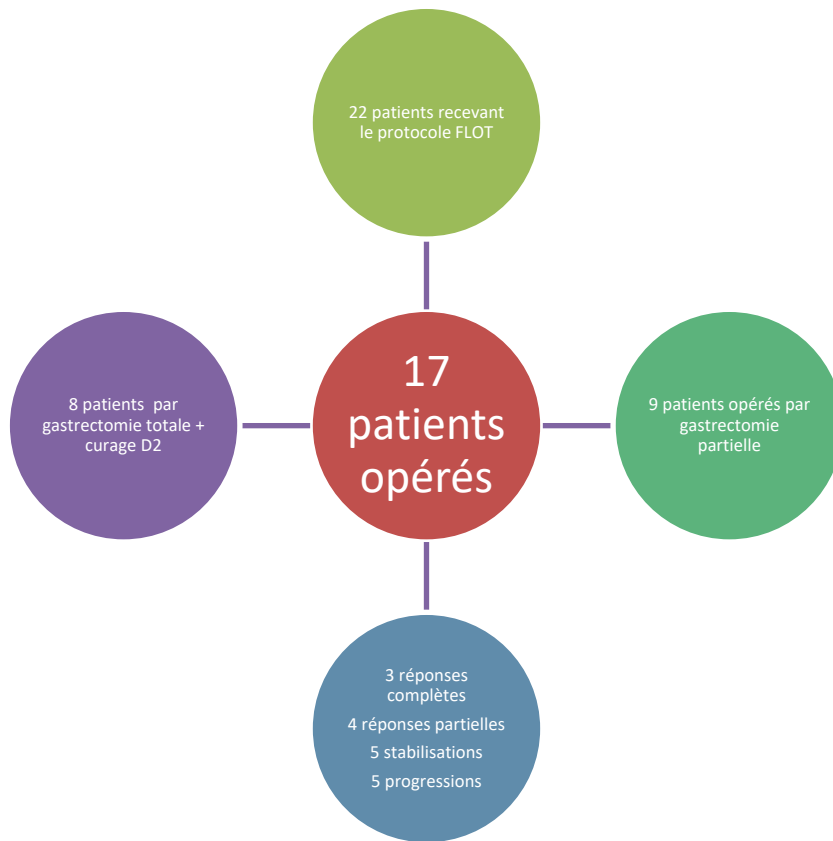 22 patients recevant
le protocole FLOT
8 patients par
gastrectomie totale +
curage D2
17
patients
opérés
9 patients opérés par
gastrectomie
partielle
3 réponses
complètes
4 réponses partielles
5 stabilisations
5 progressions